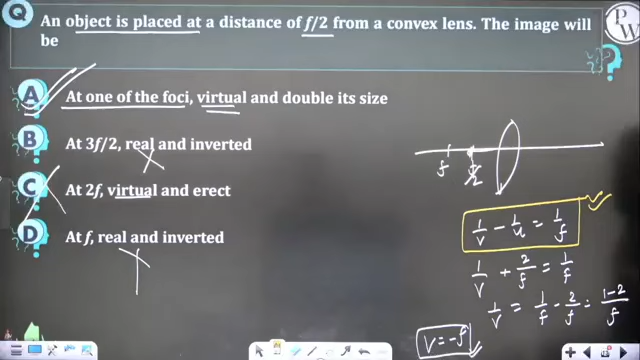 Q
An object is placed at a distance of f/2 from a convex lens. The image will
be
PW
A
At one of the foci, virtual and double its size
B
At 3f/2, real and inverted
C
At 2f, virtual and erect
D
At f, real and inverted
f
f/2
1/v - 1/u = 1/f
1/v + 2/f = 1/f
1/v = 1/f - 2/f = 1-2/f
v = -f